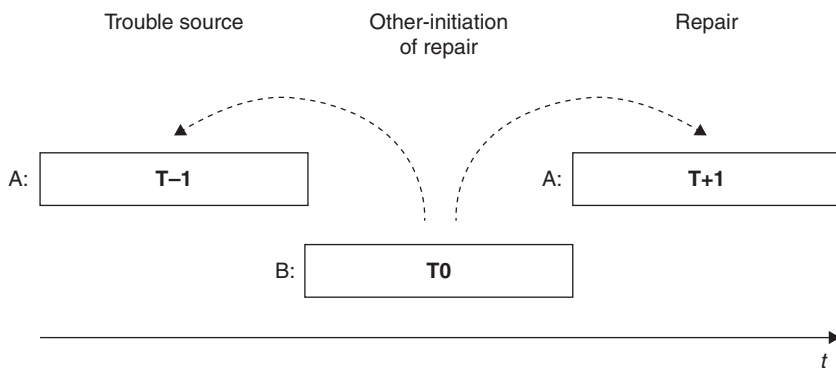 Trouble source
Other-initiation
of repair
Repair
A:
T–1
A:
T+1
B:
T0
t